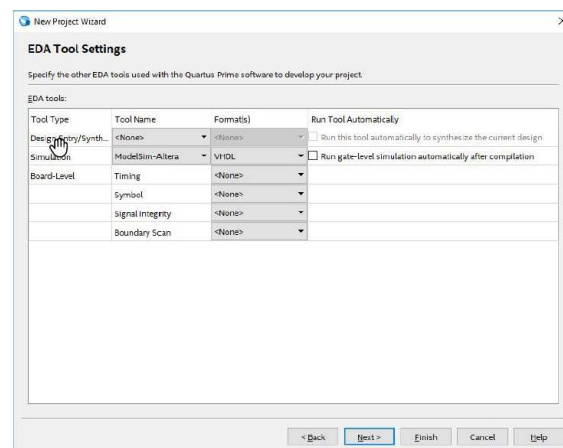 New Project Wizard
EDA Tool Settings
Specify the other EDA tools used with the Quartus Prime software to develop your project.
EDA tools:
Tool Type Tool Name Format(s) Run Tool Automatically
Design Entry/Synth... <None> <None> Run this tool automatically to synthesize the current design
Simulation ModelSim-Altera VHDL Run gate-level simulation automatically after compilation
Board-Level Timing <None>
Symbol <None>
Signal Integrity <None>
Boundary Scan <None>
< Back Next > Finish Cancel Help